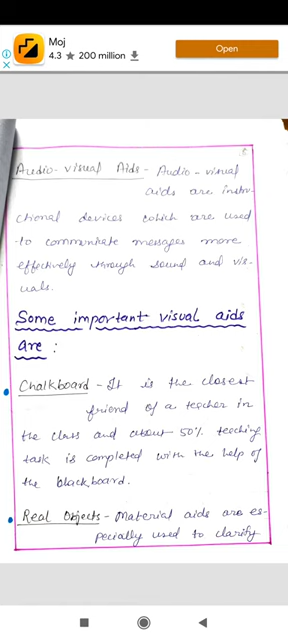 Moj
4.3 ★ 200 million
Open
Audio-visual Aids - Audio-visual
aids are instru-
ctional devices which are used
to communicate messages more
effectively through sound and vis-
uals.
Some important visual aids
are :
Chalkboard - It is the closest
friend of a teacher in
the class and about 50% teaching
task is completed with the help of
the blackboard.
Real Objects - Material aids are es-
pecially used to clarify